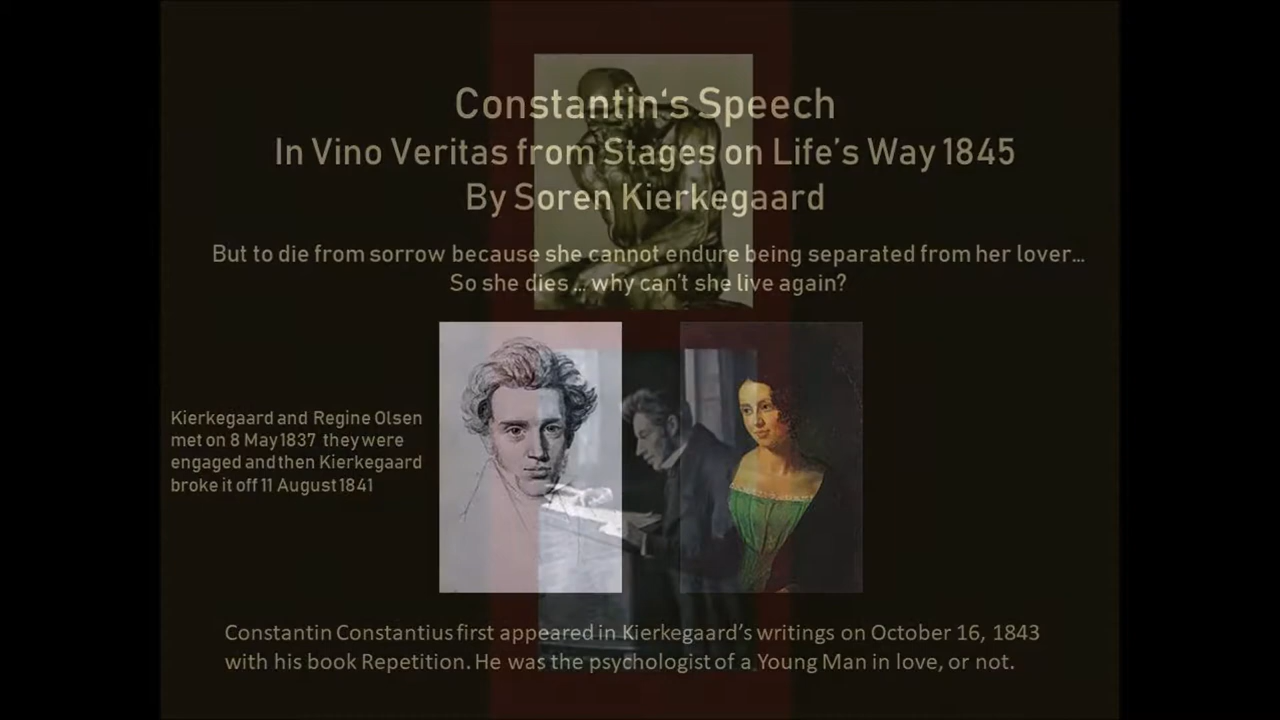 Constantin‘s Speech
In Vino Veritas from Stages on Life’s Way 1845
By Soren Kierkegaard
But to die from sorrow because she cannot endure being separated from her lover…
So she dies … why can’t she live again?
Kierkegaard and Regine Olsen
met on 8 May 1837 they were
engaged and then Kierkegaard
broke it off 11 August 1841
Constantin Constantius first appeared in Kierkegaard’s writings on October 16, 1843
with his book Repetition. He was the psychologist of a Young Man in love, or not.